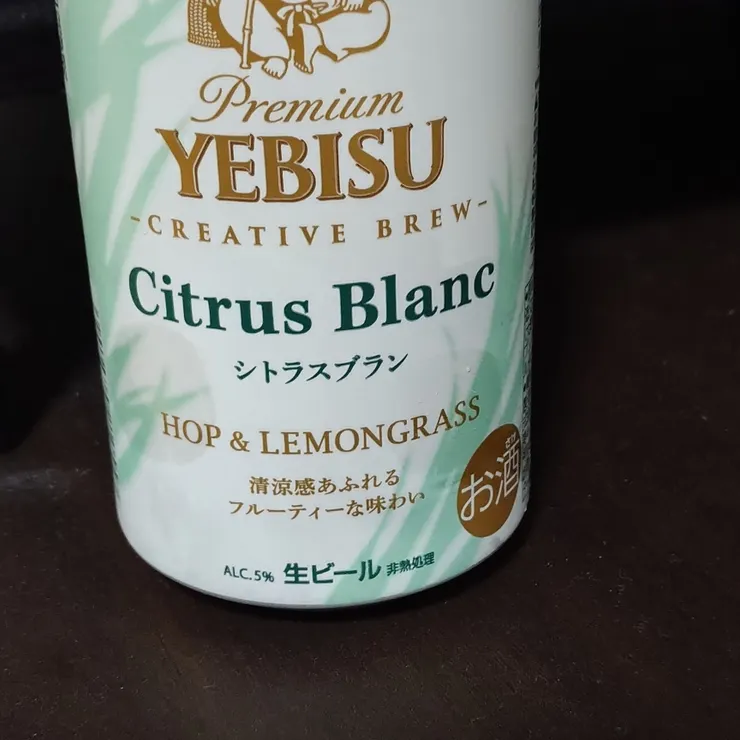 Premium
YEBISU
-CREATIVE BREW-
Citrus Blanc
シトラスブラン
HOP & LEMONGRASS
清涼感あふれる
フルーティーな味わい
さけ
お酒
ALC.5% 生ビール 非熱処理